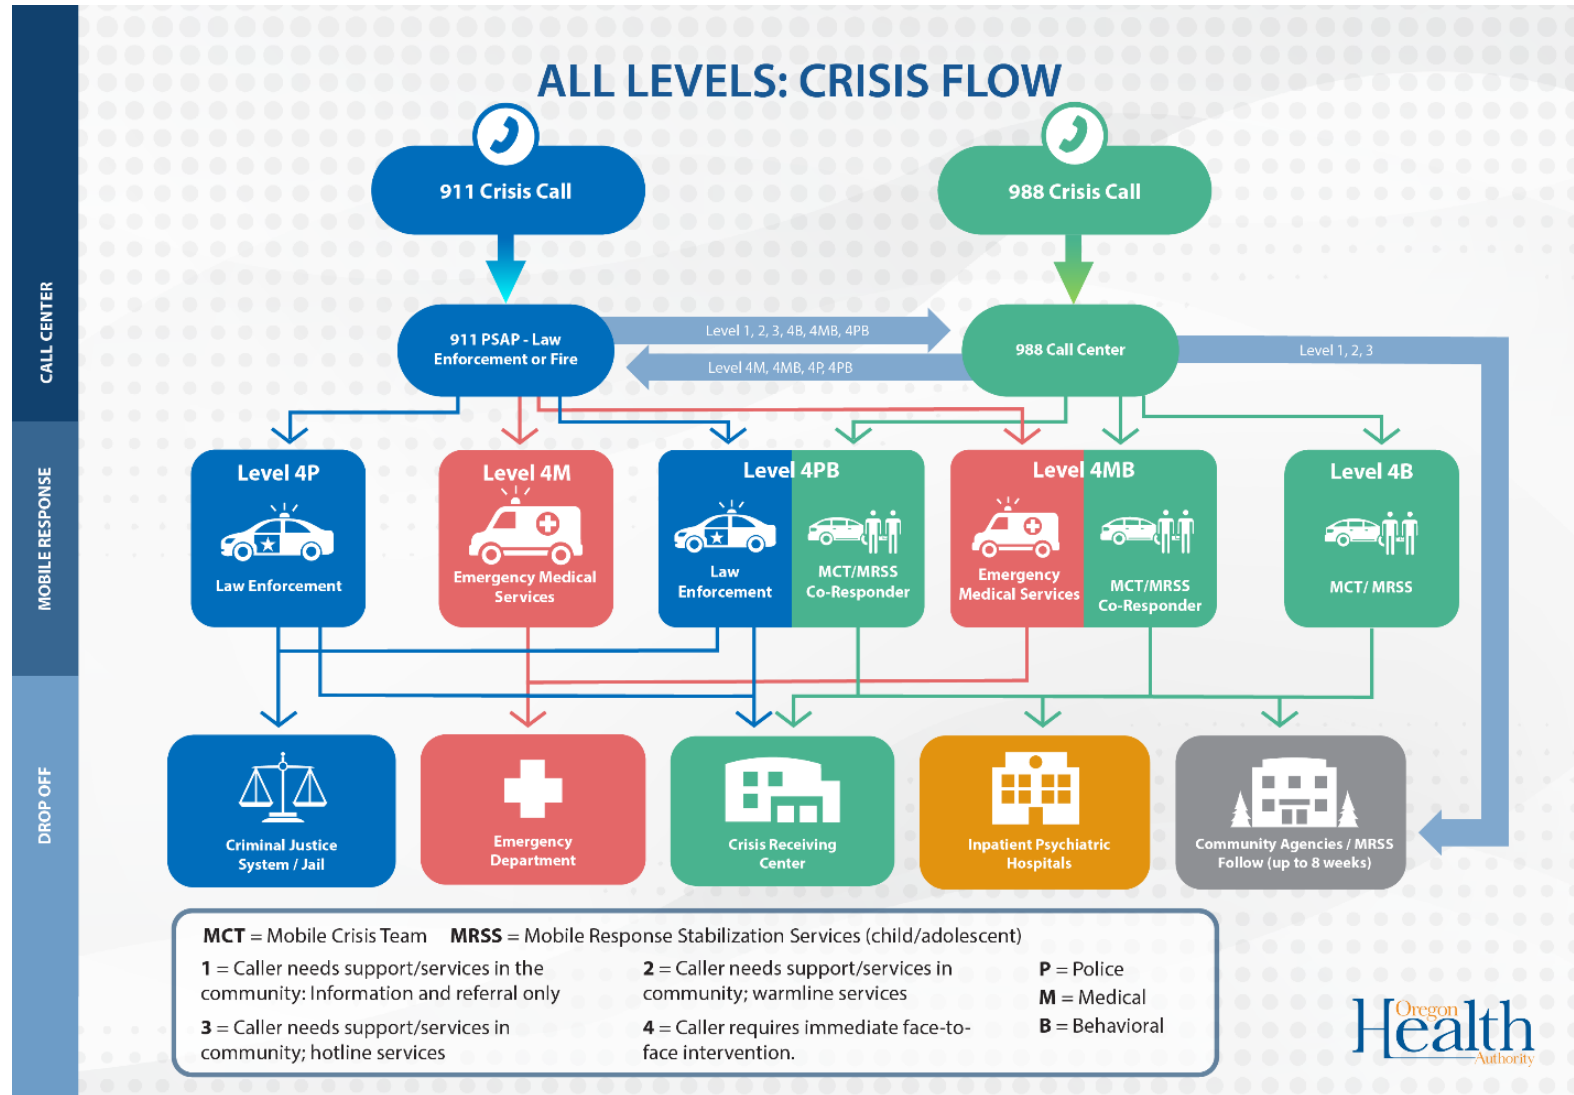 ALL LEVELS: CRISIS FLOW
911 Crisis Call
988 Crisis Call
CALL CENTER
911 PSAP - Law
Enforcement or Fire
Level 1, 2, 3, 4B, 4MB, 4PB
Level 4M, 4MB, 4P, 4PB
988 Call Center
Level 1, 2, 3
MOBILE RESPONSE
Level 4P
Law Enforcement
Level 4M
Emergency Medical
Services
Level 4PB
Law
Enforcement
MCT/MRSS
Co-Responder
Level 4MB
Emergency
Medical Services
MCT/MRSS
Co-Responder
Level 4B
MCT/ MRSS
DROP OFF
Criminal Justice
System / Jail
Emergency
Department
Crisis Receiving
Center
Inpatient Psychiatric
Hospitals
Community Agencies / MRSS
Follow (up to 8 weeks)
MCT = Mobile Crisis Team MRSS = Mobile Response Stabilization Services (child/adolescent)
1 = Caller needs support/services in the
community: Information and referral only
2 = Caller needs support/services in
community; warmline services
3 = Caller needs support/services in
community; hotline services
4 = Caller requires immediate face-to-
face intervention.
P = Police
M = Medical
B = Behavioral
Oregon
Health
Authority